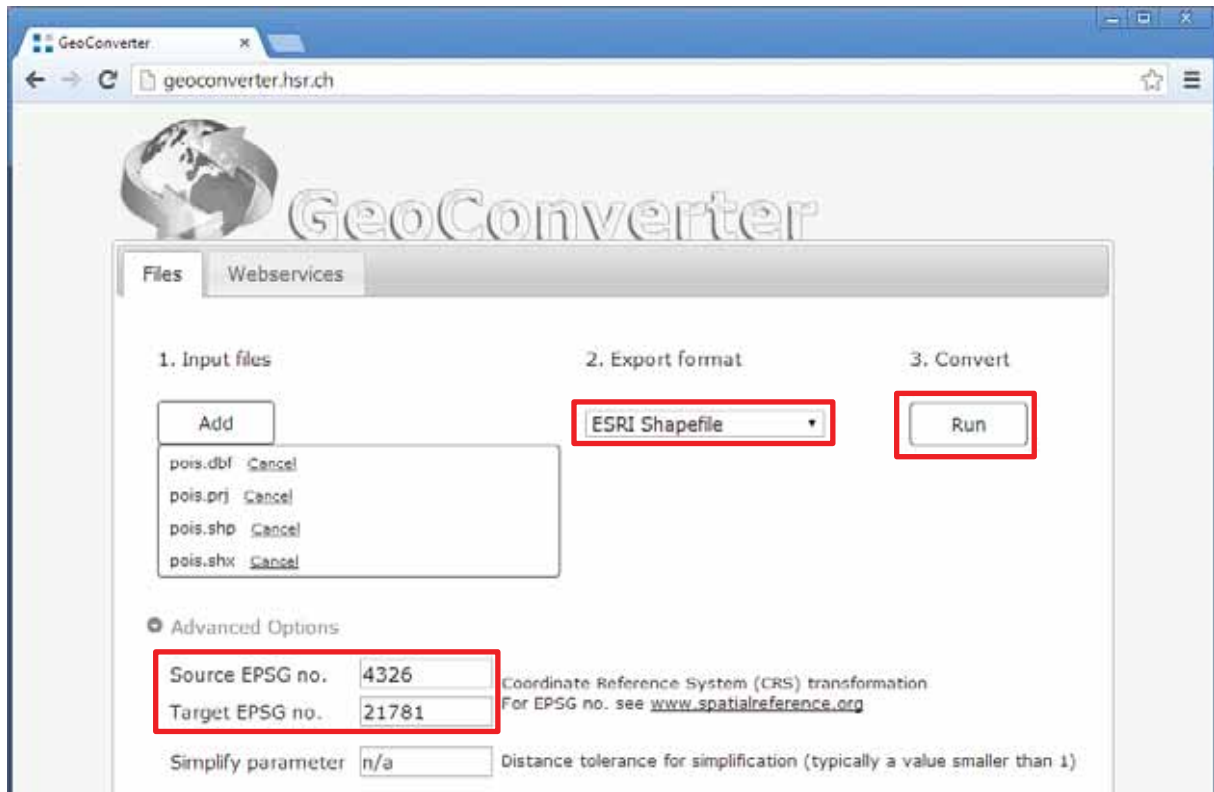 GeoConverter
geoconverter.hsr.ch
GeoConverter
Files Webservices
1. Input files 2. Export format 3. Convert
Add ESRI Shapefile Run
pois.dbf Cancel
pois.prj Cancel
pois.shp Cancel
pois.shx Cancel
Advanced Options
Source EPSG no. 4326
Coordinate Reference System (CRS) transformation
Target EPSG no. 21781
For EPSG no. see www.spatialreference.org
Simplify parameter n/a Distance tolerance for simplification (typically a value smaller than 1)